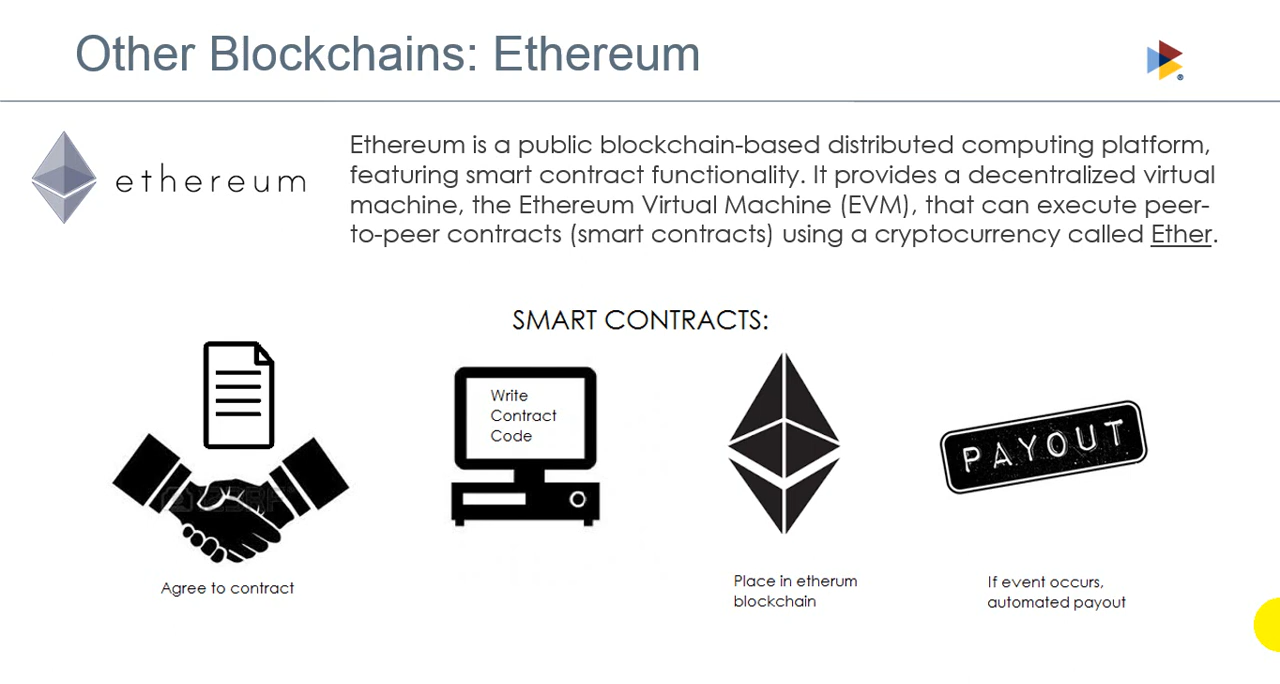 Other Blockchains: Ethereum
ethereum
Ethereum is a public blockchain-based distributed computing platform,
featuring smart contract functionality. It provides a decentralized virtual
machine, the Ethereum Virtual Machine (EVM), that can execute peer-
to-peer contracts (smart contracts) using a cryptocurrency called Ether.
SMART CONTRACTS:
Write
Contract
Code
PAYOUT
Agree to contract
Place in etherum
blockchain
If event occurs,
automated payout